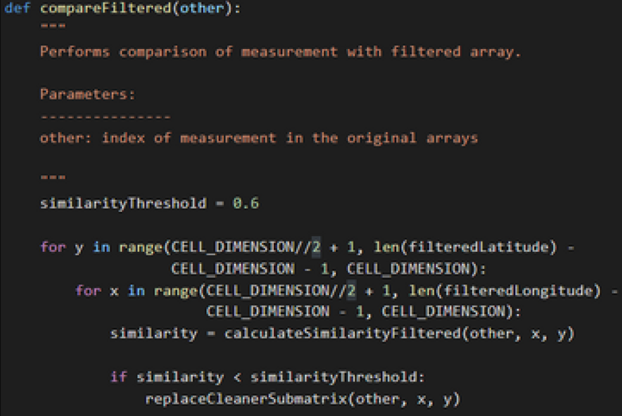 def compareFiltered(other):
    """
    Performs comparison of measurement with filtered array.

    Parameters:
    ---------------
    other: index of measurement in the original arrays

    """
    similarityThreshold = 0.6

    for y in range(CELL_DIMENSION//2 + 1, len(filteredLatitude) -
                   CELL_DIMENSION - 1, CELL_DIMENSION):
        for x in range(CELL_DIMENSION//2 + 1, len(filteredLongitude) -
                       CELL_DIMENSION - 1, CELL_DIMENSION):
            similarity = calculateSimilarityFiltered(other, x, y)

            if similarity < similarityThreshold:
                replaceCleanerSubmatrix(other, x, y)